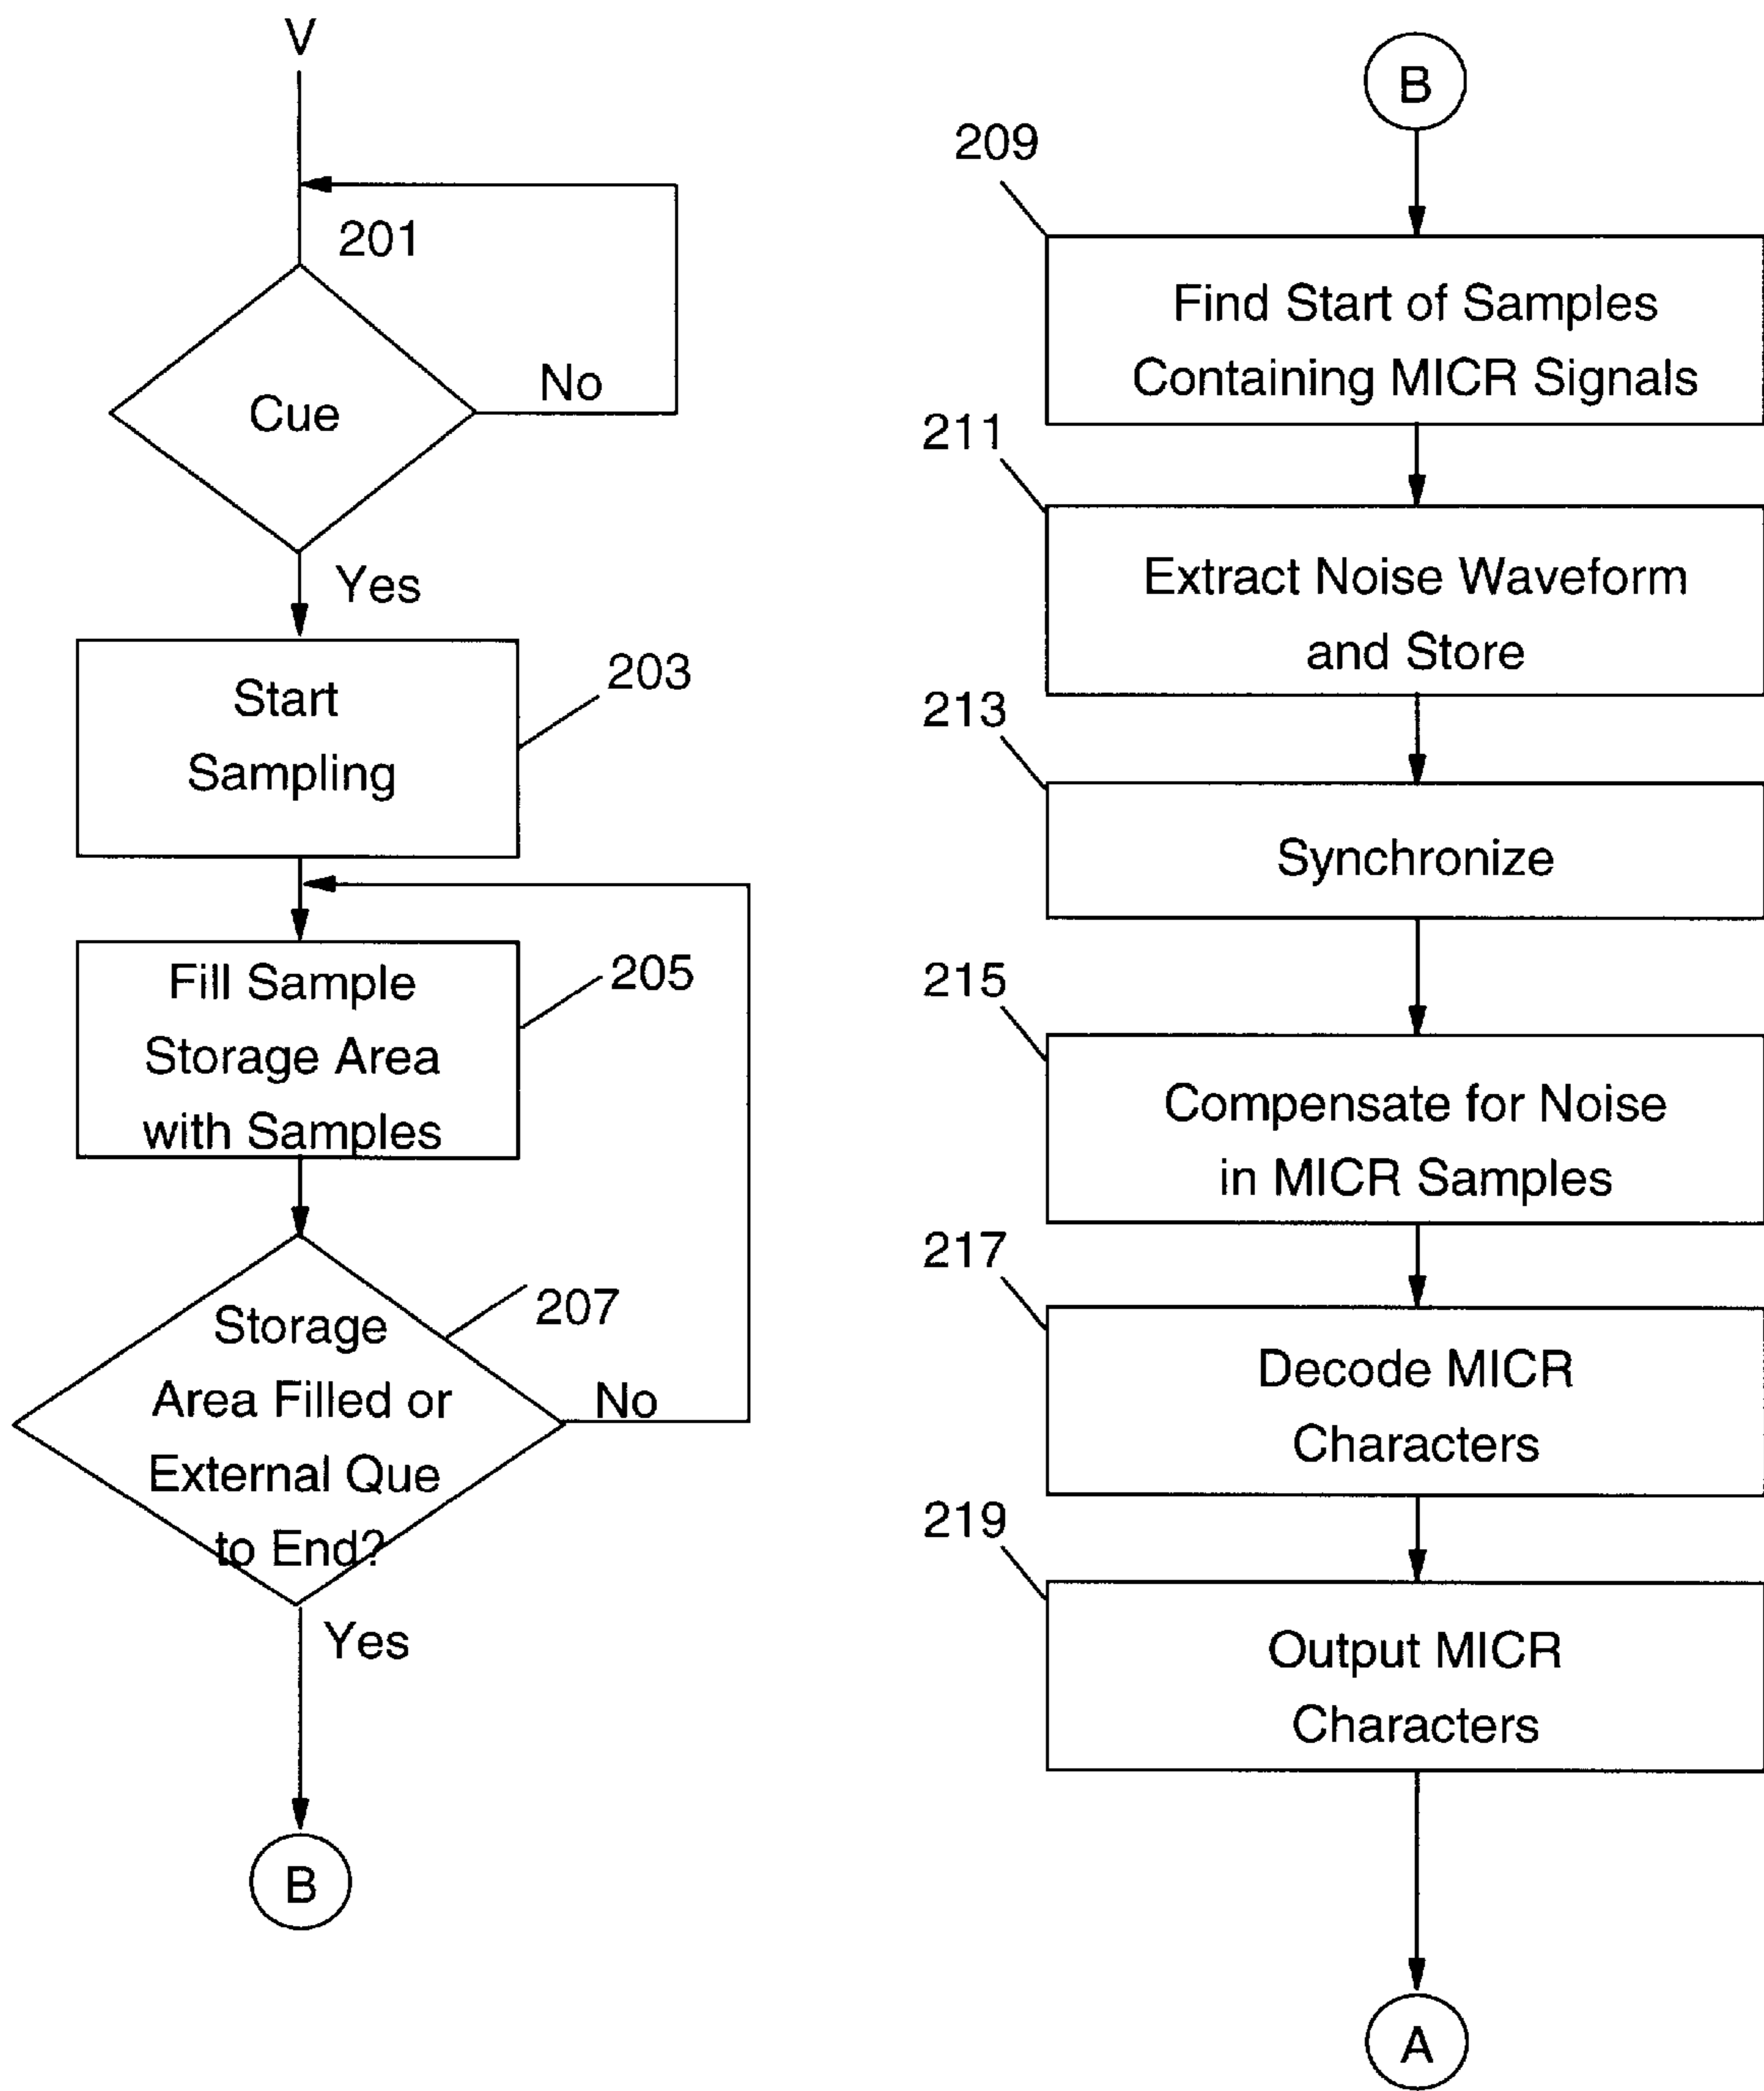 V
201
Cue
No
Yes
Start
Sampling
203
Fill Sample
Storage Area
with Samples
205
Storage
Area Filled or
External Que
to End?
207
No
Yes
B
B
209
Find Start of Samples
Containing MICR Signals
211
Extract Noise Waveform
and Store
213
Synchronize
215
Compensate for Noise
in MICR Samples
217
Decode MICR
Characters
219
Output MICR
Characters
A